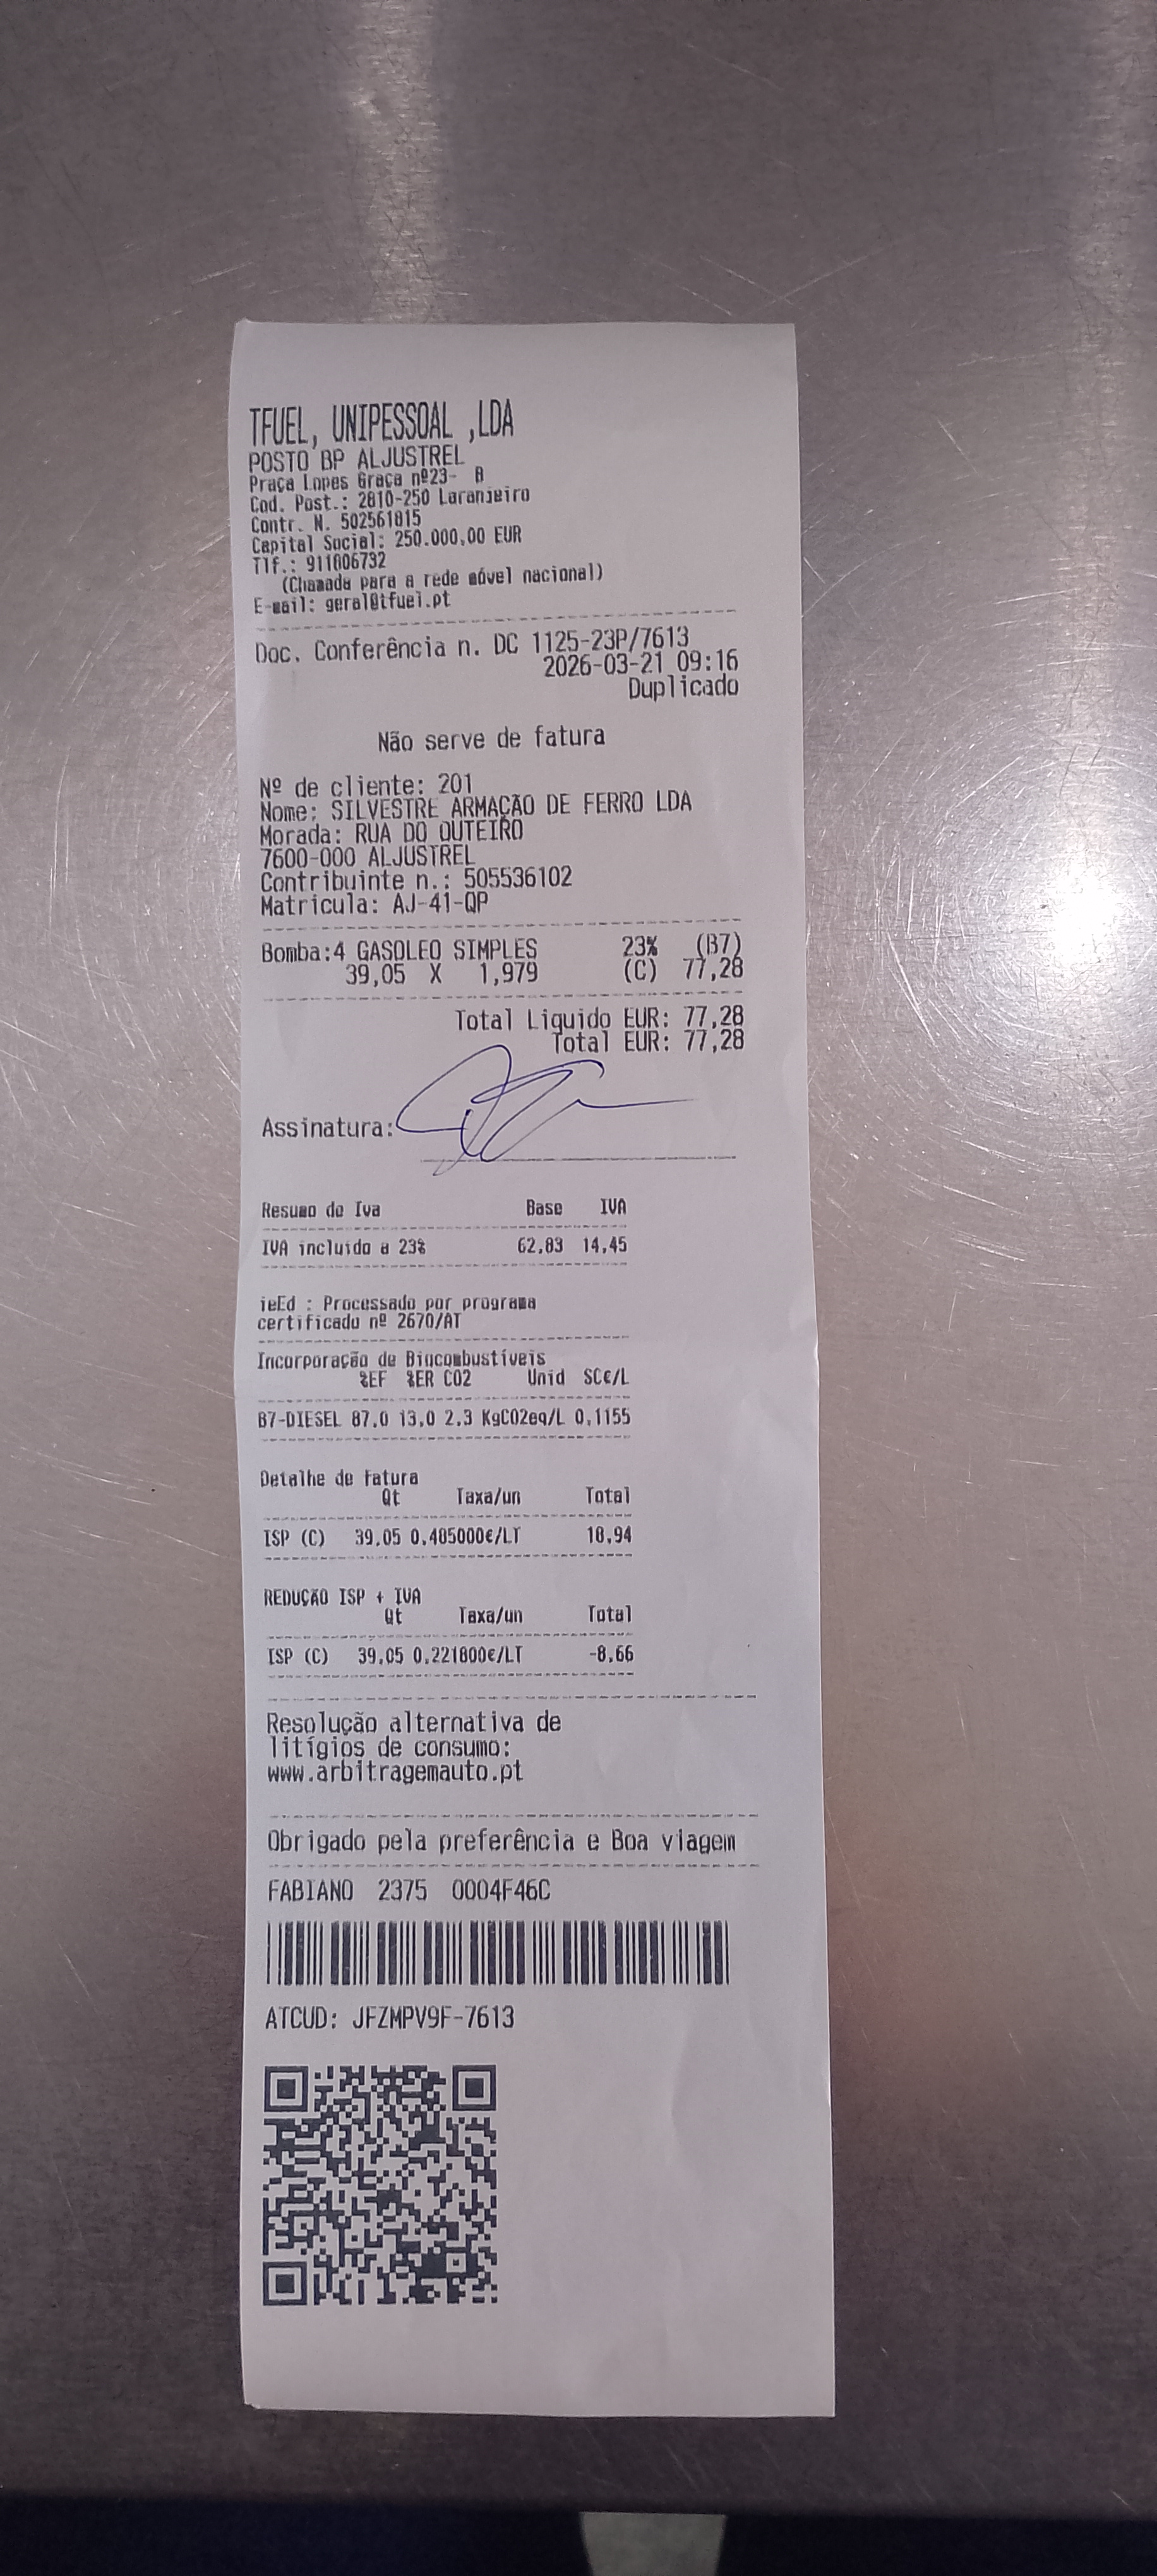 TFUEL, UNIPESSOAL ,LDA
POSTO BP ALJUSTREL
Praça Lopes Graça nº23- B
Cod. Post.: 2810-250 Laranjeiro
Contr. N. 502561815
Capital Social: 250.000,00 EUR
Tlf.: 911806732
(Chamada para a rede móvel nacional)
E-mail: geral@tfuel.pt
Doc. Conferência n. DC 1125-23P/7613
2026-03-21 09:16
Duplicado
Não serve de fatura
Nº de cliente: 201
Nome: SILVESTRE ARMAÇÃO DE FERRO LDA
Morada: RUA DO OUTEIRO
7600-000 ALJUSTREL
Contribuinte n.: 505536102
Matricula: AJ-41-QP
Bomba:4 GASOLEO SIMPLES 23% (B7)
39,05 X 1,979 (C) 77,28
Total Liquido EUR: 77,28
Total EUR: 77,28
Assinatura:
Resumo do Iva Base IVA
IVA incluido a 23% 62,83 14,45
ieEd : Processado por programa
certificado nº 2670/AT
Incorporação de Biocombustíveis
%EF %ER CO2 Unid SC€/L
B7-DIESEL 87,0 13,0 2.3 KgCO2eq/L 0,1155
Detalhe de fatura
Qt Taxa/un Total
ISP (C) 39,05 0,485000€/LT 18,94
REDUÇÃO ISP + IVA
Qt Taxa/un Total
ISP (C) 39,05 0,221800€/LT -8,66
Resolução alternativa de
litígios de consumo:
www.arbitragemauto.pt
Obrigado pela preferência e Boa viagem
FABIANO 2375 0004F46C
ATCUD: JFZMPV9F-7613